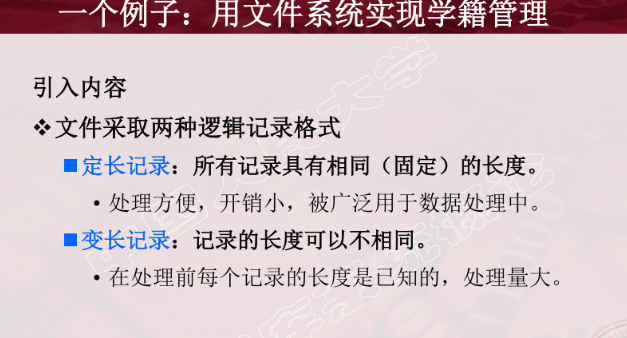 一个例子：用文件系统实现学籍管理
引入内容
❖文件采取两种逻辑记录格式
■定长记录：所有记录具有相同（固定）的长度。
•处理方便，开销小，被广泛用于数据处理中。
■变长记录：记录的长度可以不相同。
•在处理前每个记录的长度是已知的，处理量大。